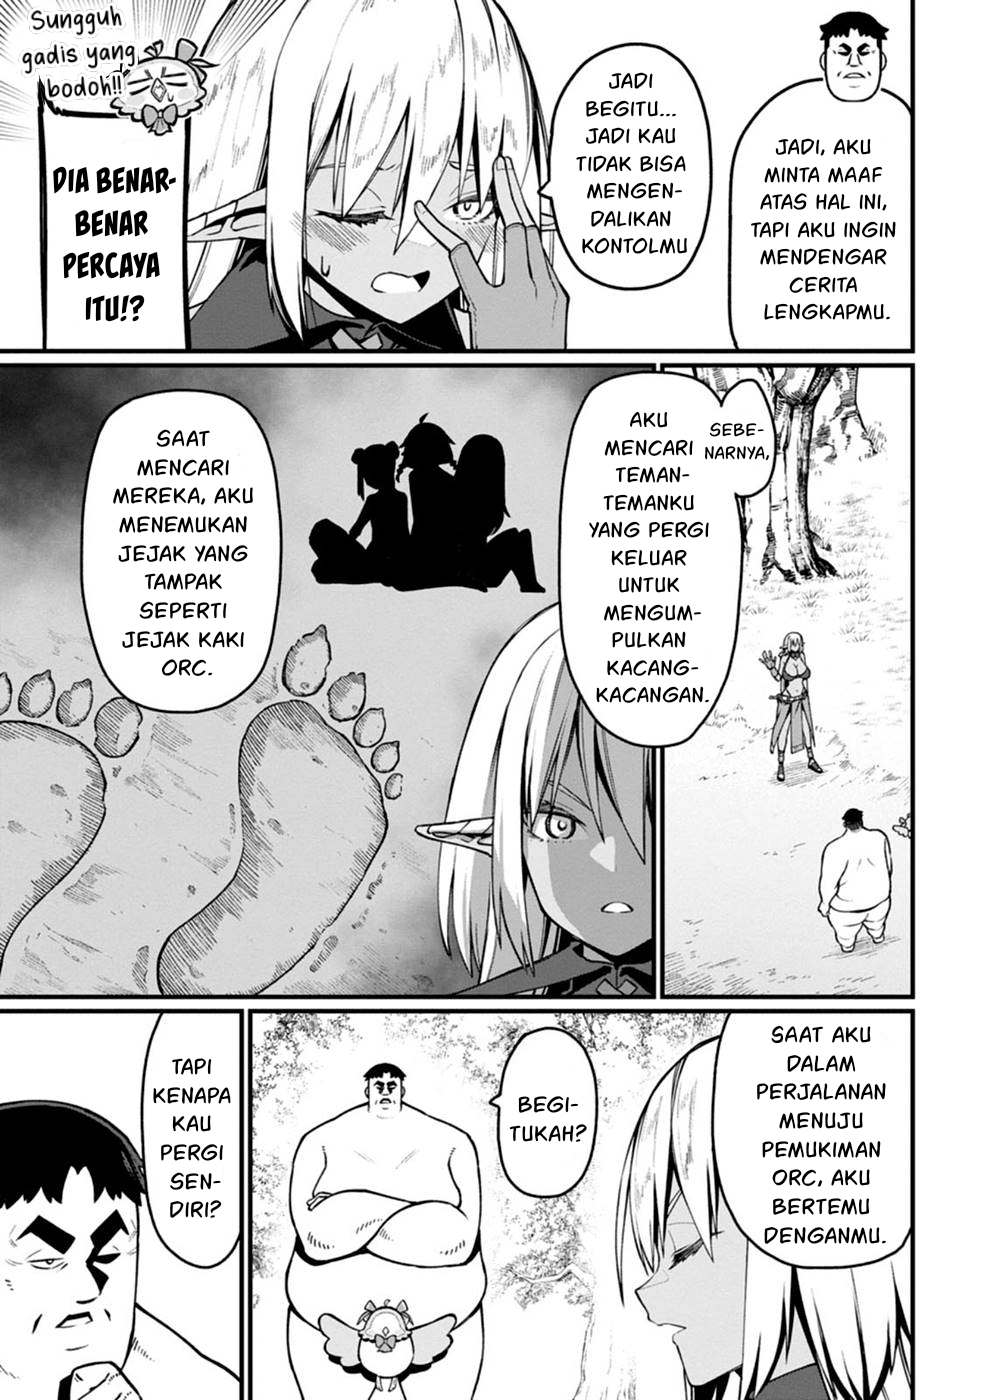 JADI, AKU
MINTA MAAF
ATAS HAL INI,
TAPI AKU INGIN
MENDENGAR
CERITA
LENGKAPMU.
JADI
BEGITU...
JADI KAU
TIDAK BISA
MENGEN-
DALIKAN
KONTOLMU
Sungguh
gadis yang
bodoh!!
DIA BENAR-
BENAR
PERCAYA
ITU!?
SEBE-
NARNYA,
AKU
MENCARI
TEMAN-
TEMANKU
YANG PERGI
KELUAR
UNTUK
MENGUM-
PULKAN
KACANG-
KACANGAN.
SAAT
MENCARI
MEREKA, AKU
MENEMUKAN
JEJAK YANG
TAMPAK
SEPERTI
JEJAK KAKI
ORC.
SAAT AKU
DALAM
PERJALANAN
MENUJU
PEMUKIMAN
ORC, AKU
BERTEMU
DENGANMU.
BEGI-
TUKAH?
TAPI
KENAPA
KAU
PERGI
SEN-
DIRI?